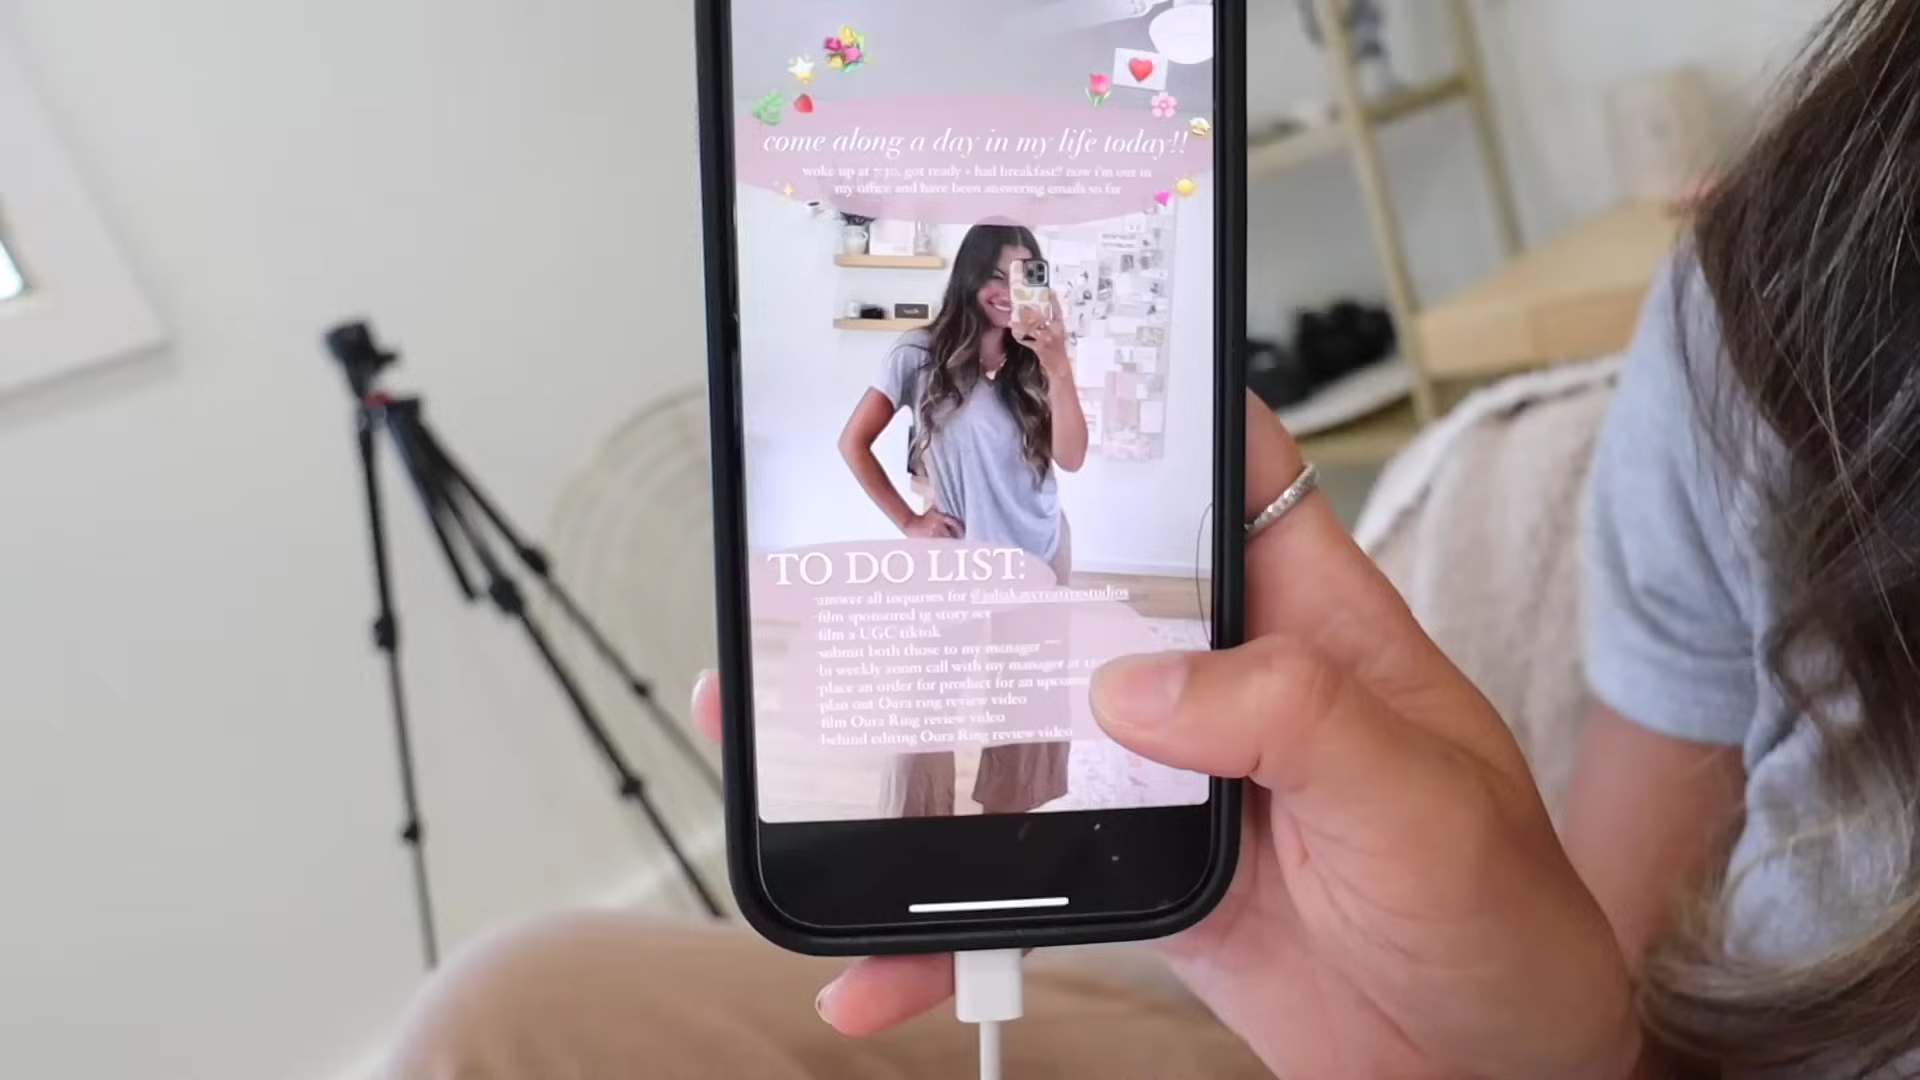 come along a day in my life today!!
woke up at 7:30, got ready + had breakfast! now i'm out in
my office and have been answering emails so far
TO DO LIST:
-answer all inquiries for @juliakaycreativestudios
-film sponsored ig story set
-film a UGC tiktok
-submit both those to my manager
-bi weekly zoom call with my manager at
-place an order for product for an
-plan out Oura ring review video
-film Oura Ring review video
-behind editing Oura Ring review video